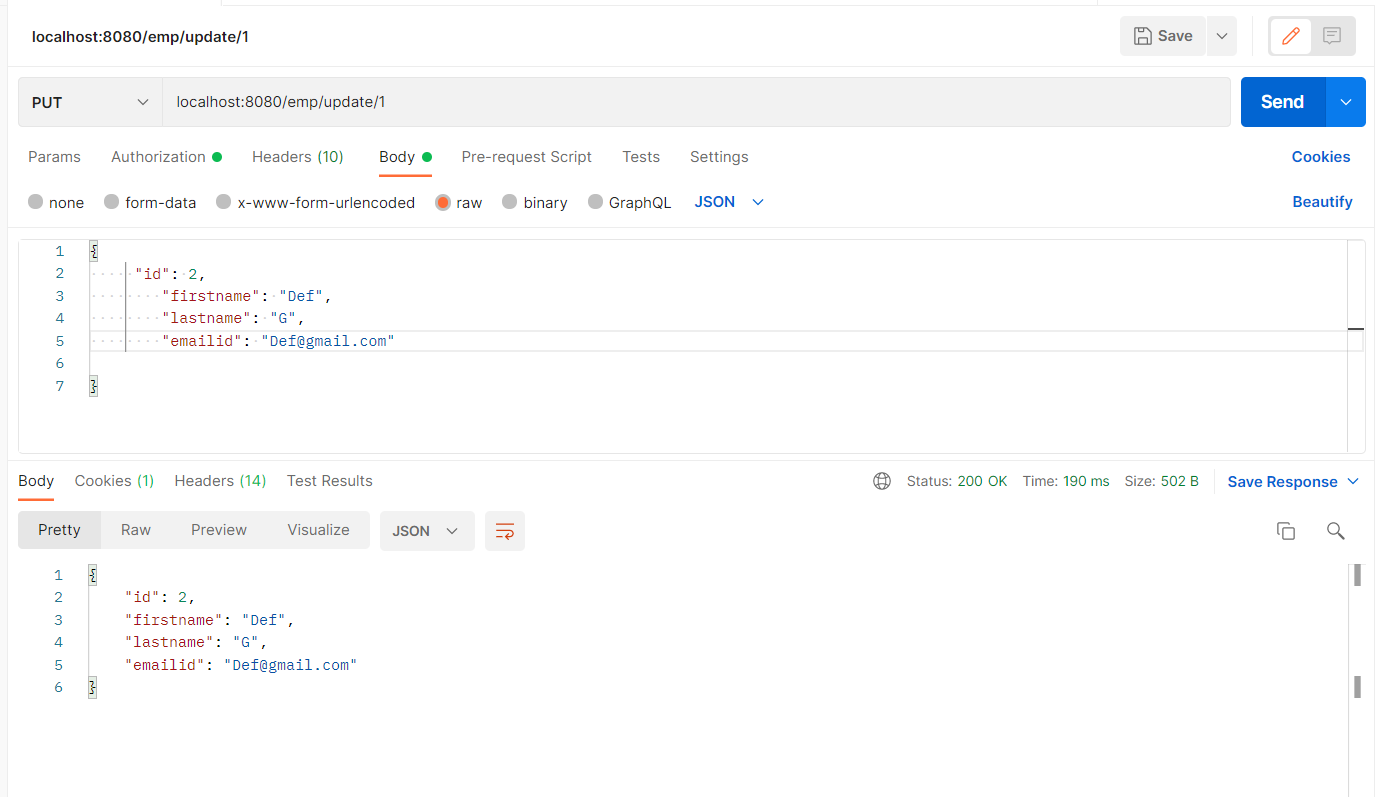 localhost:8080/emp/update/1 Save
PUT localhost:8080/emp/update/1 Send
Params Authorization Headers (10) Body Pre-request Script Tests Settings Cookies
none form-data x-www-form-urlencoded raw binary GraphQL JSON Beautify
1 {
2 "id": 2,
3 "firstname": "Def",
4 "lastname": "G",
5 "emailid": "Def@gmail.com"
6
7 }
Body Cookies (1) Headers (14) Test Results Status: 200 OK Time: 190 ms Size: 502 B Save Response
Pretty Raw Preview Visualize JSON
1 {
2 "id": 2,
3 "firstname": "Def",
4 "lastname": "G",
5 "emailid": "Def@gmail.com"
6 }